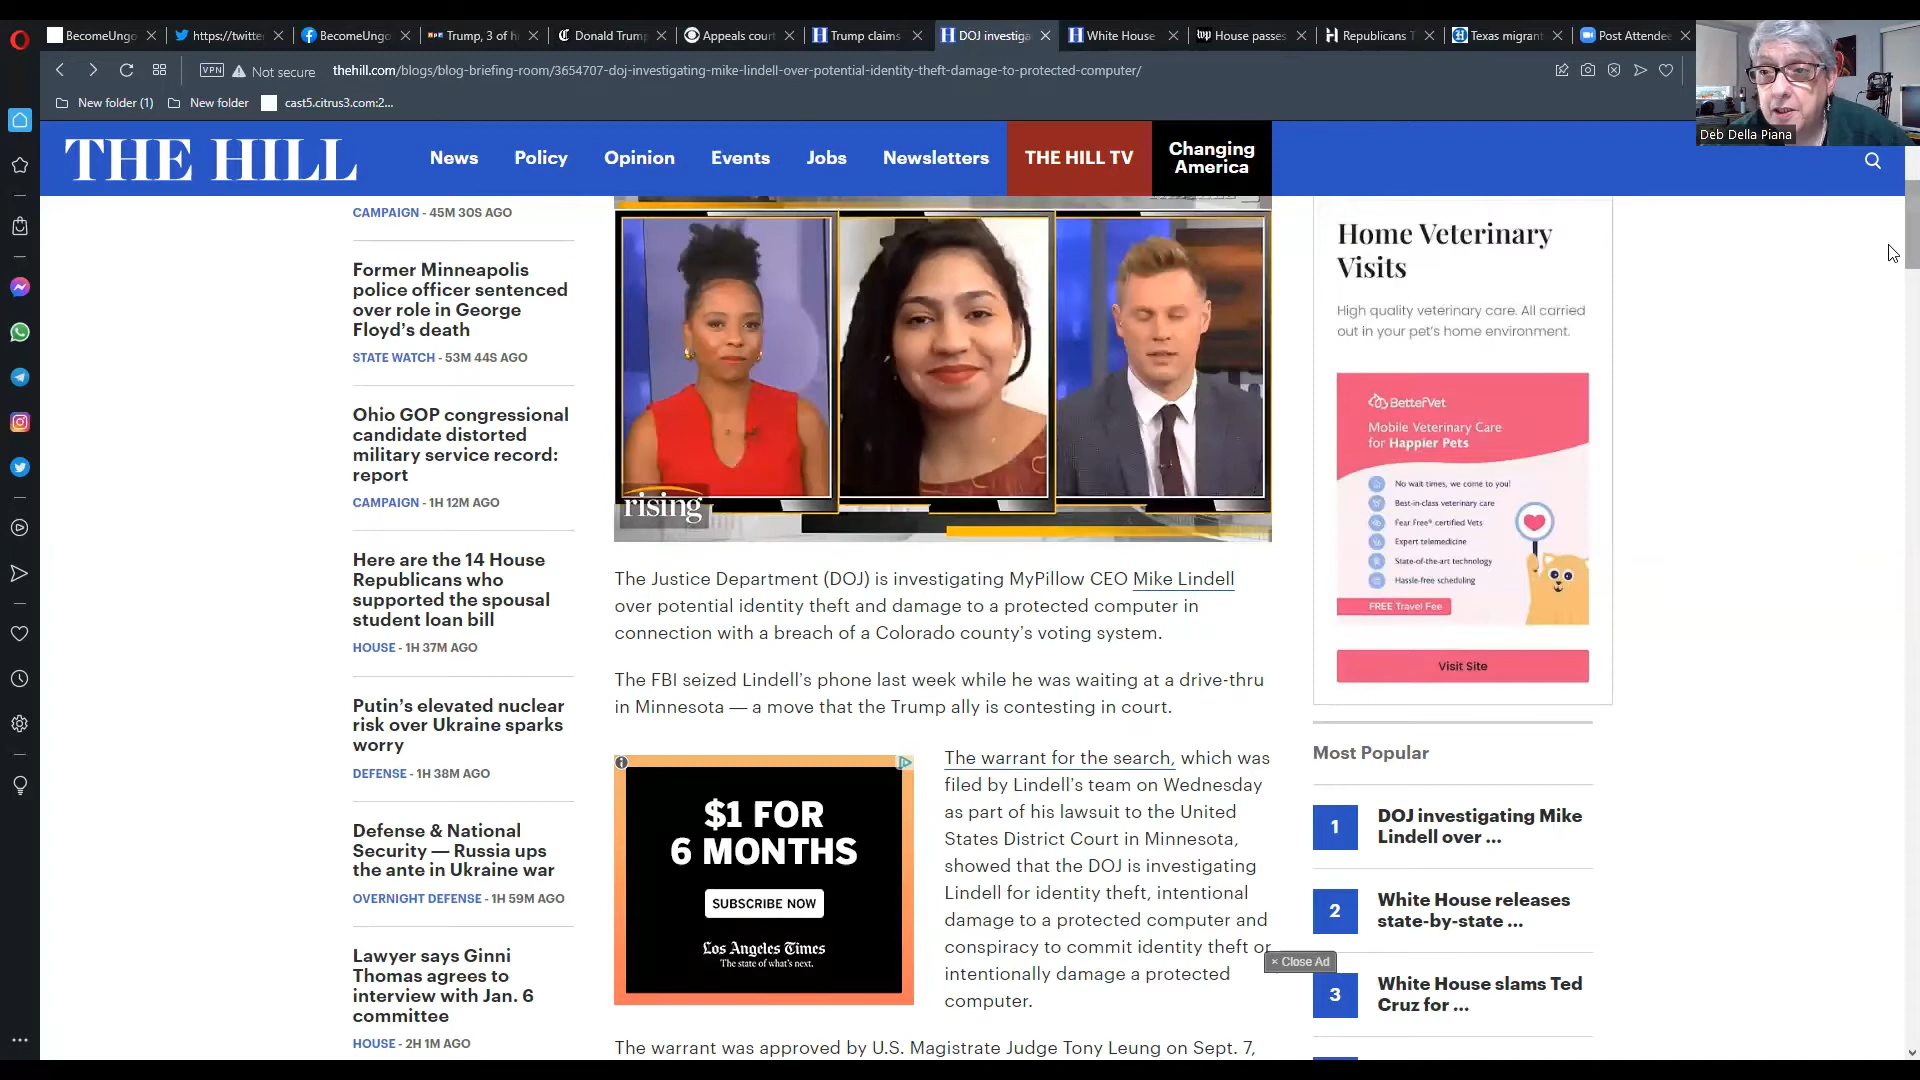 BecomeUngo
https://twitte
BecomeUngo
Trump, 3 of h
Donald Trump
Appeals cour
Trump claims
DOJ investiga
White House
House passes
Republicans T
Texas migrant
Post Attendee
VPN
Not secure
thehill.com/blogs/blog-briefing-room/3654707-doj-investigating-mike-lindell-over-potential-identity-theft-damage-to-protected-computer/
New folder (1)
New folder
cast5.citrus3.com:2...
Deb Della Piana
THE HILL
News
Policy
Opinion
Events
Jobs
Newsletters
THE HILL TV
Changing
America
CAMPAIGN - 45M 30S AGO
Former Minneapolis
police officer sentenced
over role in George
Floyd's death
STATE WATCH - 53M 44S AGO
Ohio GOP congressional
candidate distorted
military service record:
report
CAMPAIGN - 1H 12M AGO
Here are the 14 House
Republicans who
supported the spousal
student loan bill
HOUSE - 1H 37M AGO
Putin's elevated nuclear
risk over Ukraine sparks
worry
DEFENSE - 1H 38M AGO
Defense & National
Security — Russia ups
the ante in Ukraine war
OVERNIGHT DEFENSE - 1H 59M AGO
Lawyer says Ginni
Thomas agrees to
interview with Jan. 6
committee
HOUSE - 2H 1M AGO
rising
The Justice Department (DOJ) is investigating MyPillow CEO Mike Lindell
over potential identity theft and damage to a protected computer in
connection with a breach of a Colorado county's voting system.
The FBI seized Lindell's phone last week while he was waiting at a drive-thru
in Minnesota — a move that the Trump ally is contesting in court.
$1 FOR
6 MONTHS
SUBSCRIBE NOW
Los Angeles Times
The state of what's next.
The warrant for the search, which was
filed by Lindell's team on Wednesday
as part of his lawsuit to the United
States District Court in Minnesota,
showed that the DOJ is investigating
Lindell for identity theft, intentional
damage to a protected computer and
conspiracy to commit identity theft or
intentionally damage a protected
computer.
The warrant was approved by U.S. Magistrate Judge Tony Leung on Sept. 7,
Home Veterinary
Visits
High quality veterinary care. All carried
out in your pet's home environment.
BetterVet
Mobile Veterinary Care
for Happier Pets
No wait times, we come to you!
Best-in-class veterinary care
Fear Free® certified Vets
Expert telemedicine
State-of-the-art technology
Hassle-free scheduling
FREE Travel Fee
Visit Site
Most Popular
1
DOJ investigating Mike
Lindell over ...
2
White House releases
state-by-state ...
× Close Ad
3
White House slams Ted
Cruz for ...